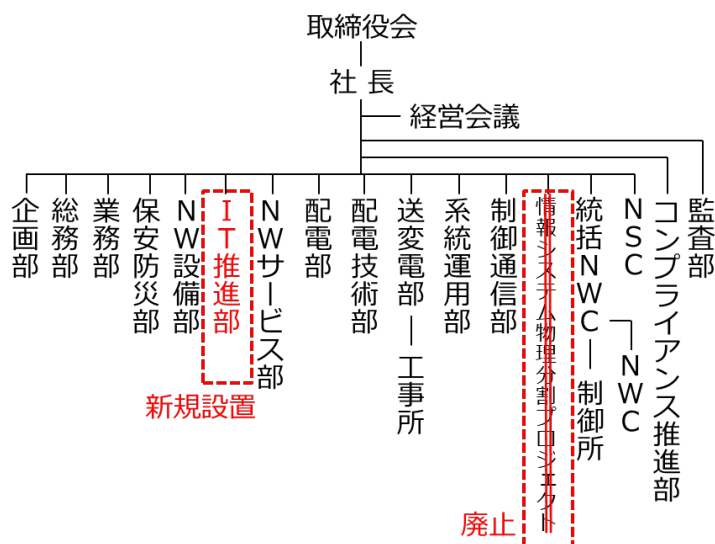 取締役会
社長
経営会議
企画部
総務部
業務部
保安防災部
NW設備部
IT推進部
NWサービス部
配電部
配電技術部
送変電部
工事所
系統運用部
制御通信部
情報システム物理分割プロジェクト
統括NWC
制御所
NSC
NWC
コンプライアンス推進部
監査部
新規設置
廃止